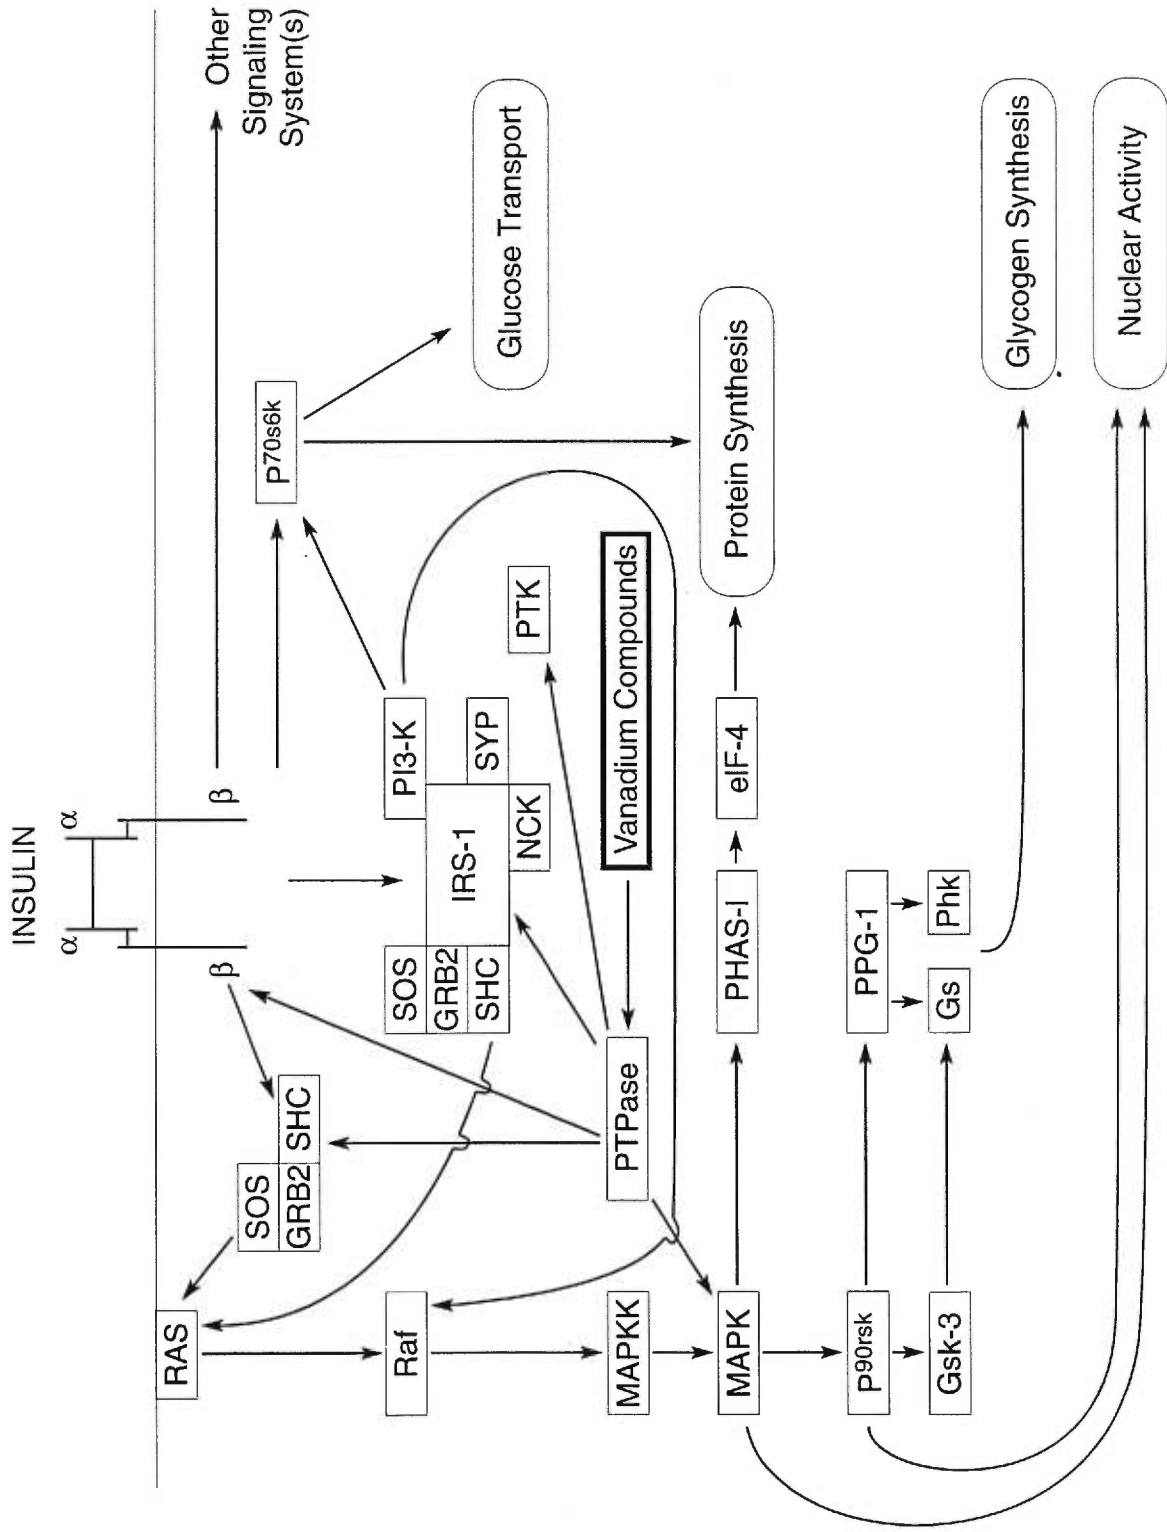 INSULIN
α
α
β
β
Other
Signaling
System(s)
RAS
SOS
GRB2
SHC
P70s6k
Raf
SOS
GRB2
SHC
IRS-1
PI3-K
SYP
NCK
PTK
Glucose Transport
MAPKK
PTPase
Vanadium Compounds
MAPK
PHAS-I
eIF-4
Protein Synthesis
P90rsk
PPG-1
Gsk-3
Gs
Phk
Glycogen Synthesis
Nuclear Activity